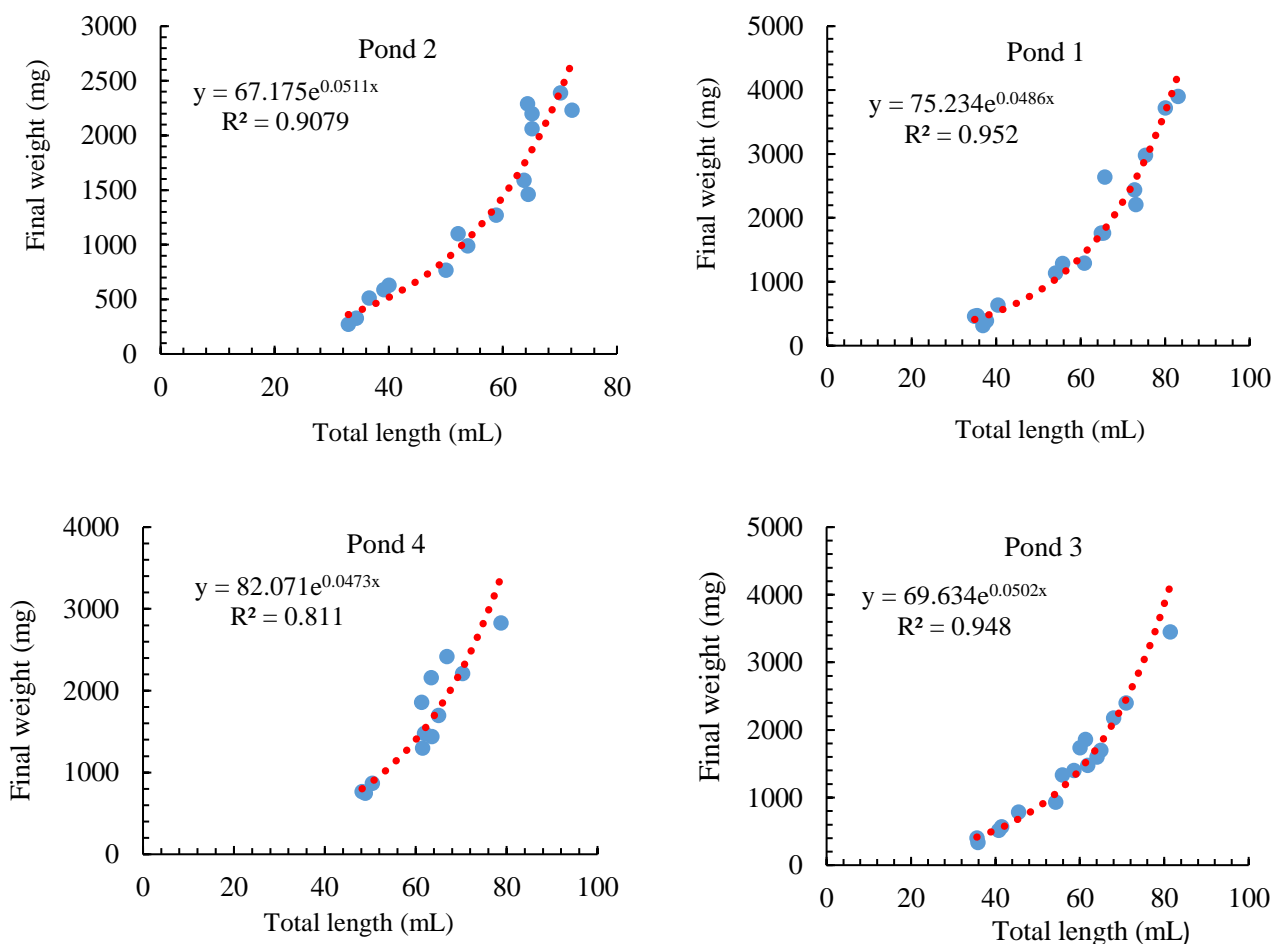 Pond 2
y = 67.175e^0.0511x
R² = 0.9079
Final weight (mg)
3000
2500
2000
1500
1000
500
0
0 20 40 60 80
Total length (mL)
Pond 1
y = 75.234e^0.0486x
R² = 0.952
Final weight (mg)
5000
4000
3000
2000
1000
0
0 20 40 60 80 100
Total length (mL)
Pond 4
y = 82.071e^0.0473x
R² = 0.811
Final weight (mg)
4000
3000
2000
1000
0
0 20 40 60 80 100
Total length (mL)
Pond 3
y = 69.634e^0.0502x
R² = 0.948
Final weight (mg)
5000
4000
3000
2000
1000
0
0 20 40 60 80 100
Total length (mL)